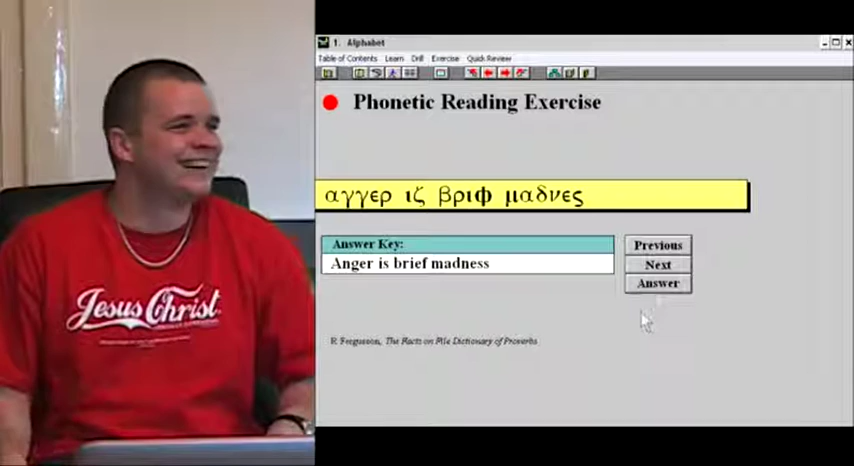 1. Alphabet
Table of Contents Learn Drill Exercise Quick Review
Phonetic Reading Exercise
αγγερ ιζ βριφ μαδνες
Answer Key:
Anger is brief madness
Previous
Next
Answer
R Fergusson, The Facts on File Dictionary of Proverbs
Jesus Christ